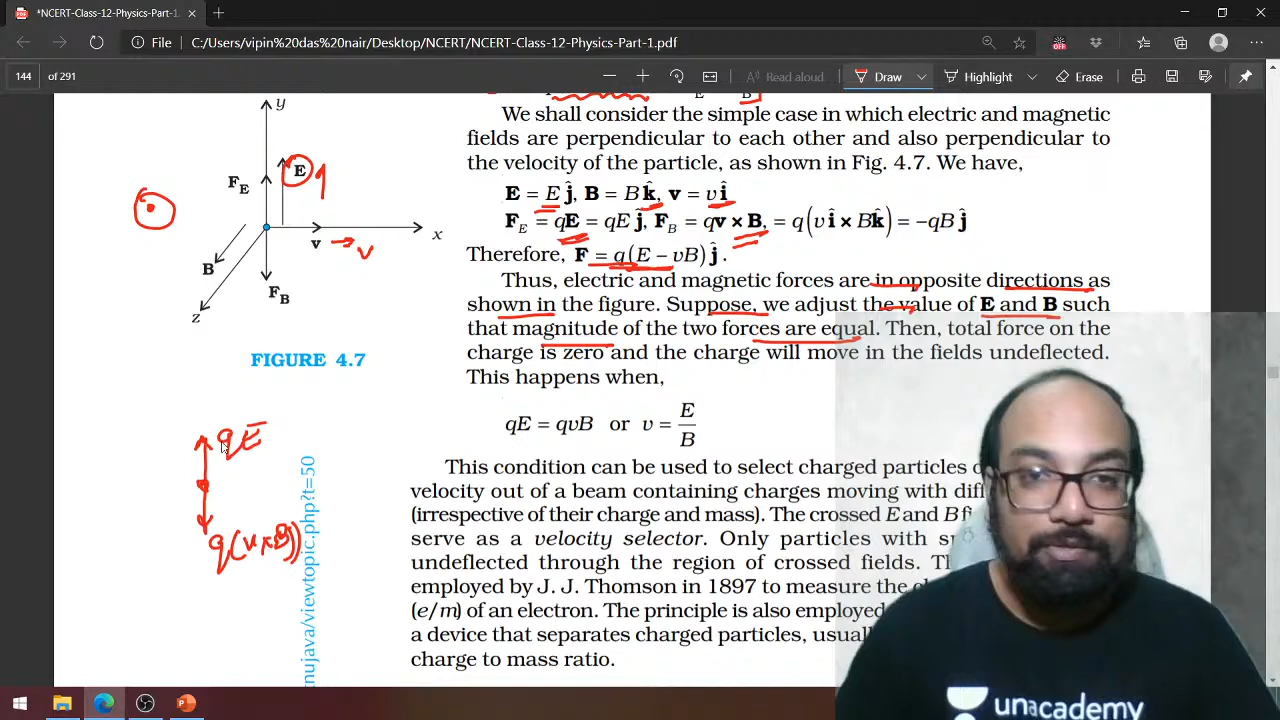 *NCERT-Class-12-Physics-Part-1.
File
C:/Users/vipin%20das%20nair/Desktop/NCERT/NCERT-Class-12-Physics-Part-1.pdf
OFF
144 of 291
Read aloud
Draw
Highlight
Erase
We shall consider the simple case in which electric and magnetic
fields are perpendicular to each other and also perpendicular to
the velocity of the particle, as shown in Fig. 4.7. We have,
E = E ĵ, B = B k̂, v = v î
F_E = qE = qE ĵ, F_B = qv × B, = q(v î × B k̂) = −qB ĵ
Therefore, F = q(E − vB) ĵ.
Thus, electric and magnetic forces are in opposite directions as
shown in the figure. Suppose, we adjust the value of E and B such
that magnitude of the two forces are equal. Then, total force on the
charge is zero and the charge will move in the fields undeflected.
This happens when,
qE = qvB or v = E/B
This condition can be used to select charged particles
velocity out of a beam containing charges moving with
(irrespective of their charge and mass). The crossed E and B
serve as a velocity selector. Only particles with
undeflected through the region of crossed fields.
employed by J. J. Thomson in 1897 to measure the
(e/m) of an electron. The principle is also employed
a device that separates charged particles,
charge to mass ratio.
y
E
F_E
x
v
v
B
F_B
z
FIGURE 4.7
qE̅
q(v×B)
nujava/viewtopic.php?t=50
unacademy